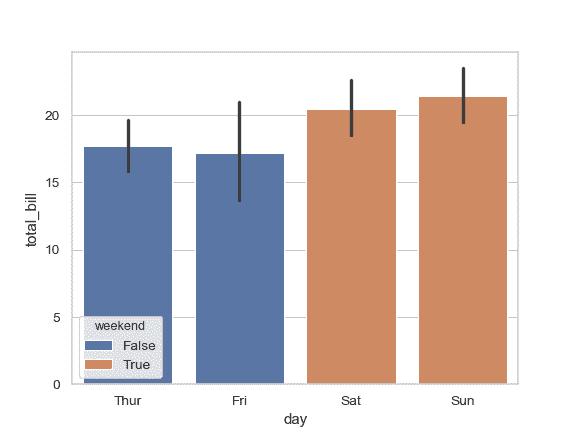 20
15
10
5
0
total_bill
weekend
False
True
Thur Fri Sat Sun
day